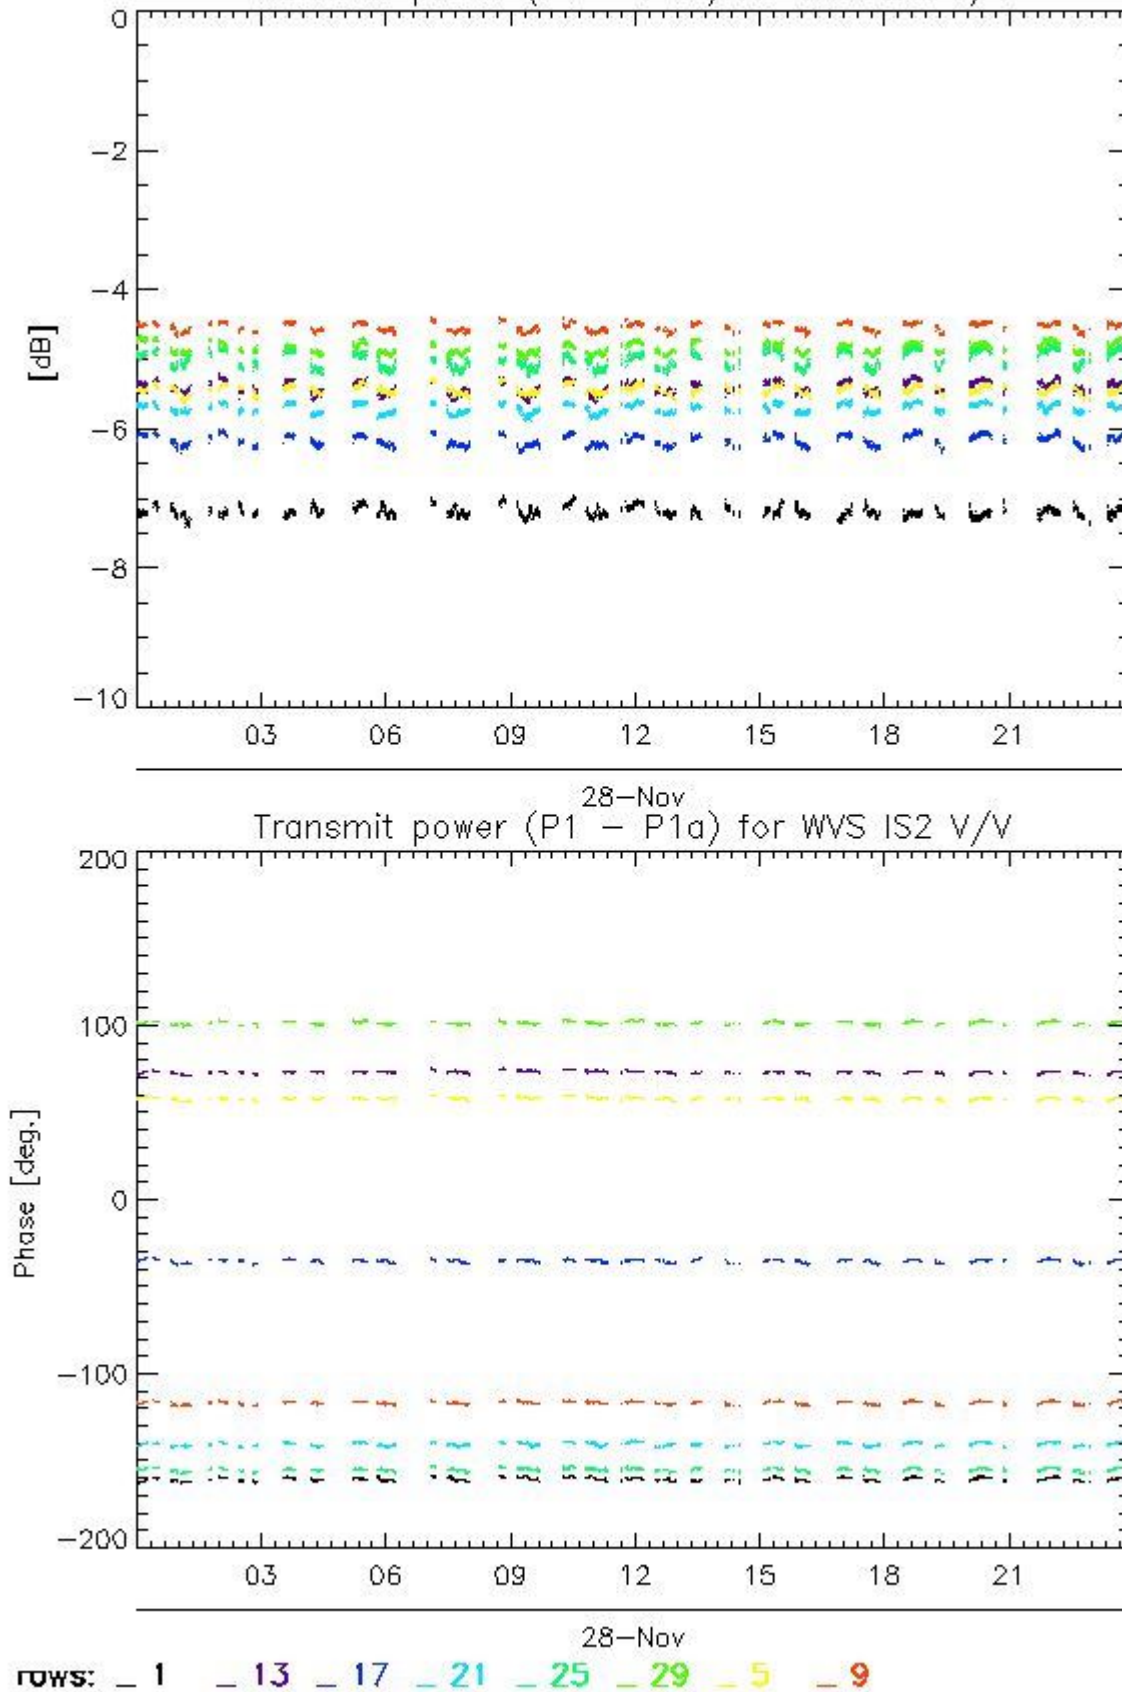 0
−2
−4
−6
−8
−10
[dB]
03 06 09 12 15 18 21
28−Nov
Transmit power (P1 − P1a) for WVS IS2 V/V
200
100
0
−100
−200
Phase [deg.]
03 06 09 12 15 18 21
28−Nov
rows: _ 1 _ 13 _ 17 _ 21 _ 25 _ 29 _ 5 _ 9